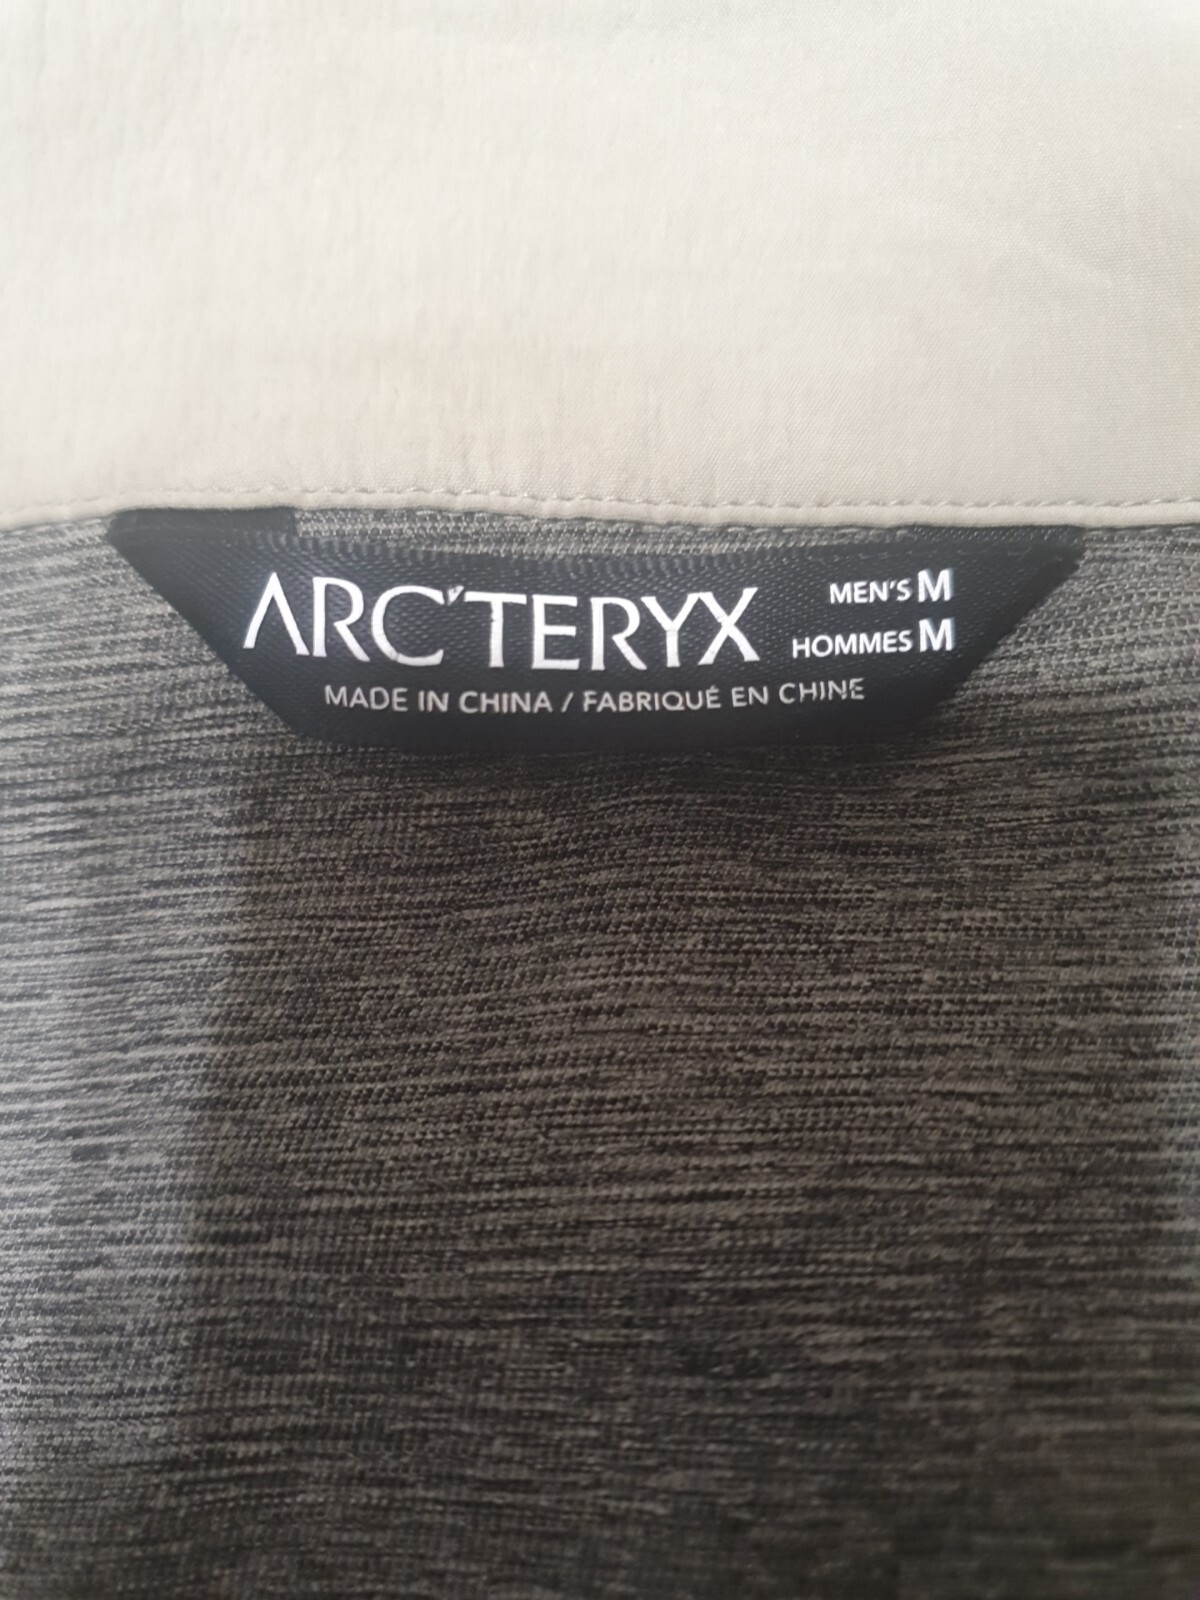 ARC'TERYX
MEN'S M
HOMMES M
MADE IN CHINA / FABRIQUÉ EN CHINE